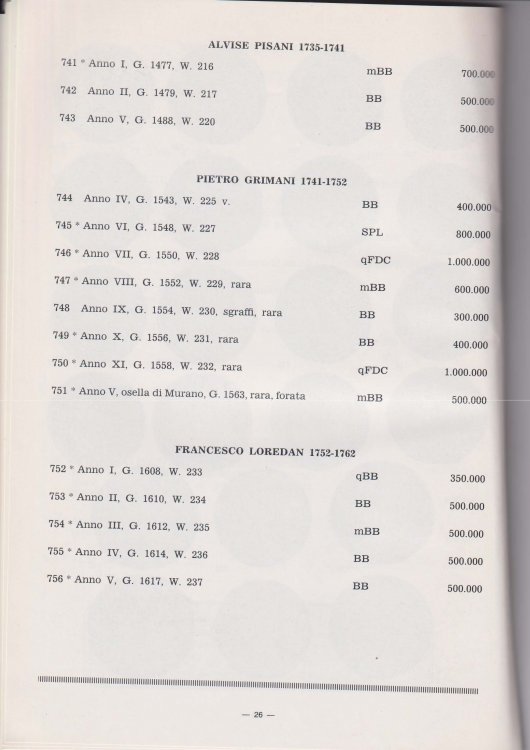 ALVISE PISANI 1735-1741
741 * Anno I, G. 1477, W. 216 mBB 700.000
742 Anno II, G. 1479, W. 217 BB 500.000
743 Anno V, G. 1488, W. 220 BB 500.000
PIETRO GRIMANI 1741-1752
744 Anno IV, G. 1543, W. 225 v. BB 400.000
745 * Anno VI, G. 1548, W. 227 SPL 800.000
746 * Anno VII, G. 1550, W. 228 qFDC 1.000.000
747 * Anno VIII, G. 1552, W. 229, rara mBB 600.000
748 Anno IX, G. 1554, W. 230, sgraffi, rara BB 300.000
749 * Anno X, G. 1556, W. 231, rara BB 400.000
750 * Anno XI, G. 1558, W. 232, rara qFDC 1.000.000
751 * Anno V, osella di Murano, G. 1563, rara, forata mBB 500.000
FRANCESCO LOREDAN 1752-1762
752 * Anno I, G. 1608, W. 233 qBB 350.000
753 * Anno II, G. 1610, W. 234 BB 500.000
754 * Anno III, G. 1612, W. 235 mBB 500.000
755 * Anno IV, G. 1614, W. 236 BB 500.000
756 * Anno V, G. 1617, W. 237 BB 500.000
— 26 —